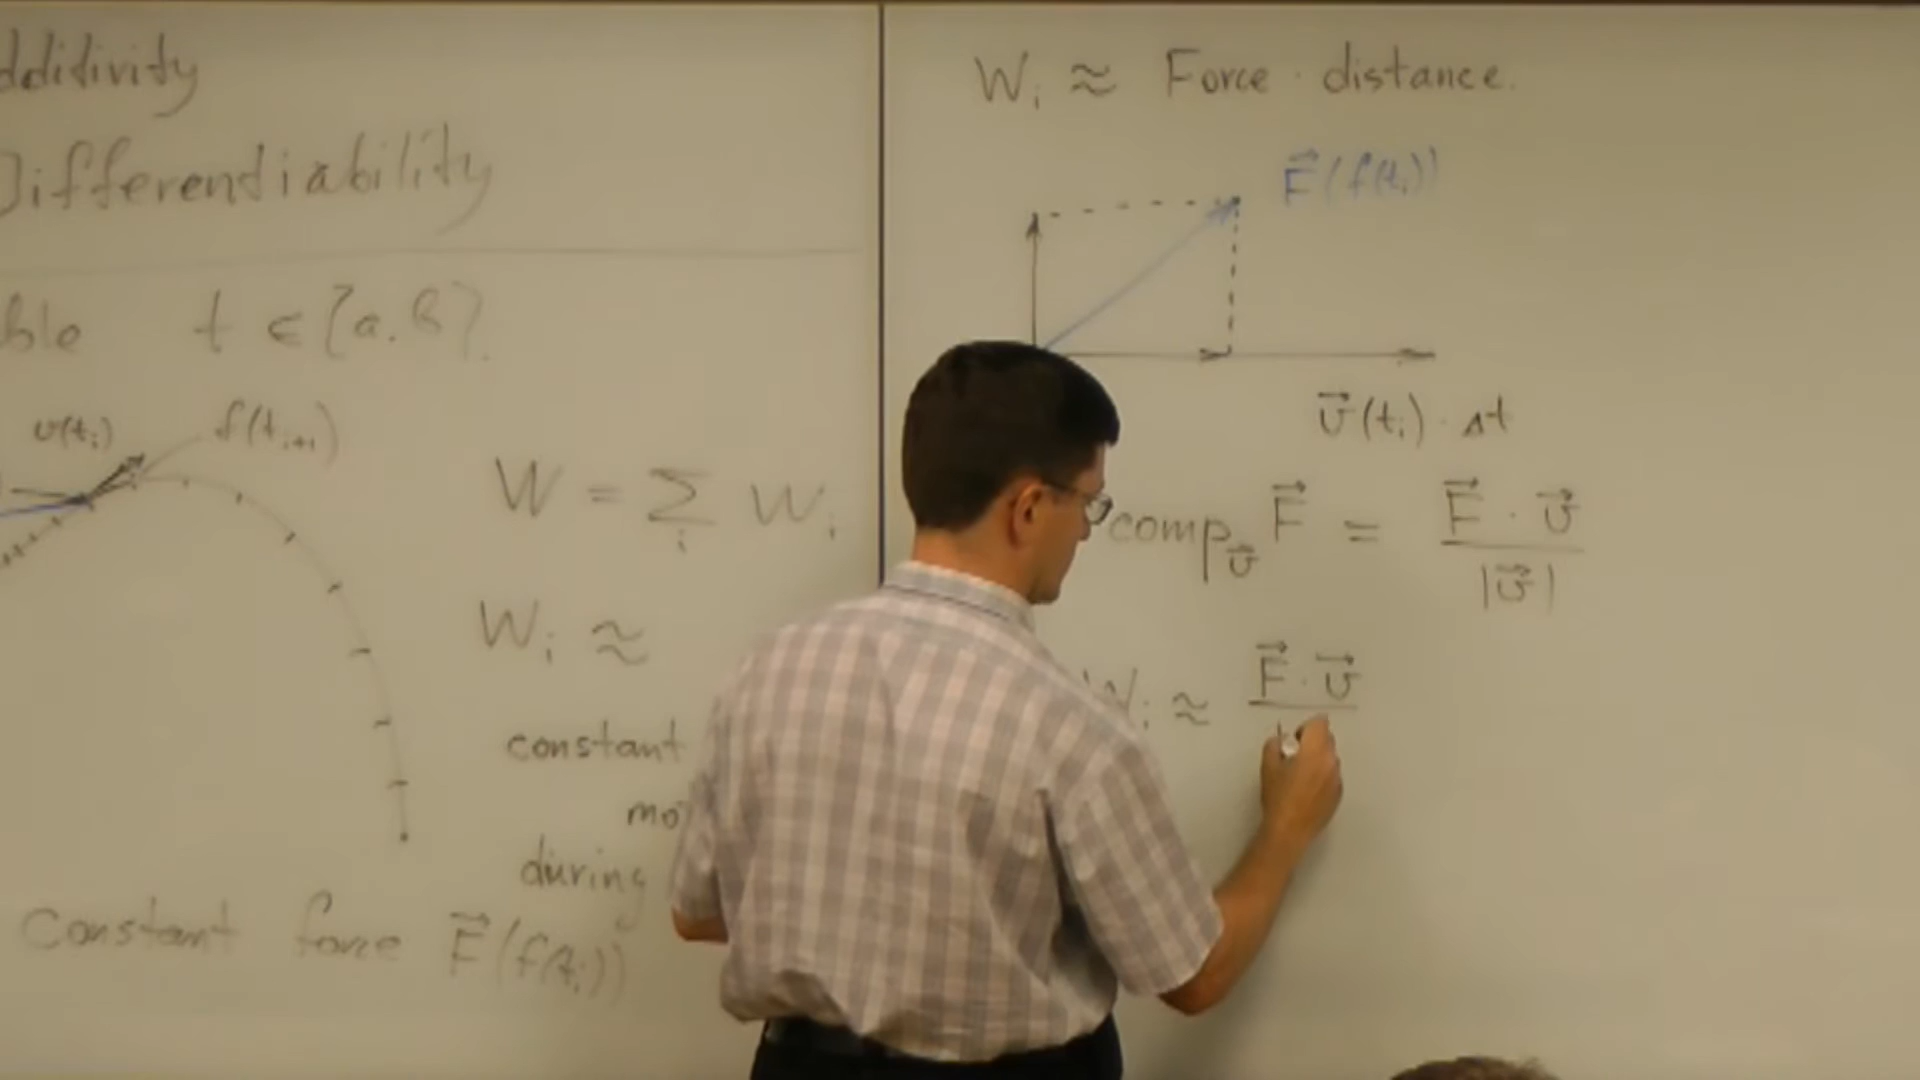 dditivity
Differentiability
ble t ∈ [a, b].
v(tᵢ) f(tᵢ₊₁)
W = Σᵢ Wᵢ
Wᵢ ≈
constant
during
Constant force F⃗(f(tᵢ))
Wᵢ ≈ Force · distance.
F⃗(f(tᵢ))
v⃗(tᵢ) · Δt
comp_v⃗ F⃗ = F⃗ · v⃗ / |v⃗|
Wᵢ ≈ F⃗ · v⃗